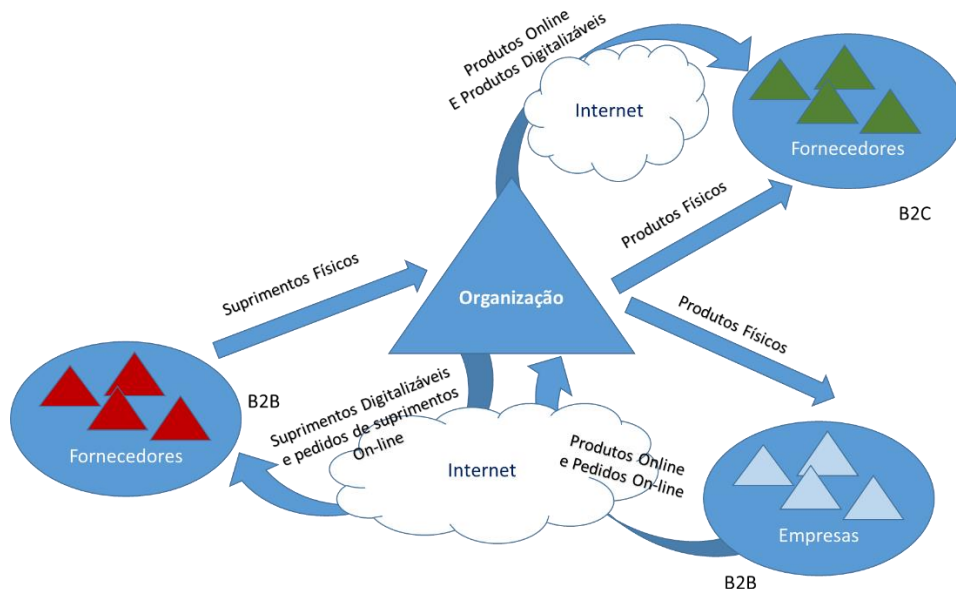 Produtos Online
E Produtos Digitalizáveis
Internet
Fornecedores
B2C
Produtos Físicos
Suprimentos Físicos
Organização
Produtos Físicos
B2B
Fornecedores
Suprimentos Digitalizáveis
e pedidos de suprimentos
On-line
Internet
Produtos Online
e Pedidos On-line
Empresas
B2B